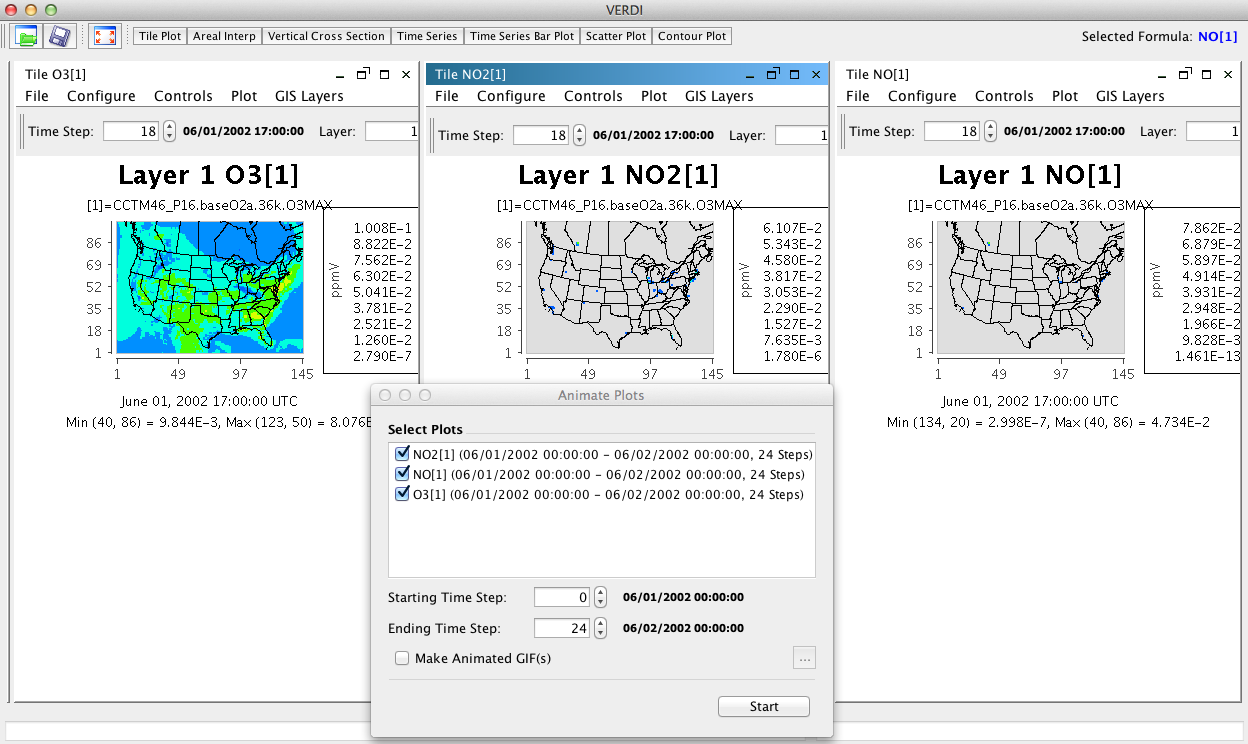 VERDI
Tile Plot Areal Interp Vertical Cross Section Time Series Time Series Bar Plot Scatter Plot Contour Plot Selected Formula: NO[1]
Tile O3[1]
File Configure Controls Plot GIS Layers
Time Step: 18 06/01/2002 17:00:00 Layer: 1
Layer 1 O3[1]
[1]=CCTM46_P16.baseO2a.36k.O3MAX
86
69
52
35
18
1
1 49 97 145
ppmV
1.008E-1
8.822E-2
7.562E-2
6.302E-2
5.041E-2
3.781E-2
2.521E-2
1.260E-2
2.790E-7
June 01, 2002 17:00:00 UTC
Min (40, 86) = 9.844E-3, Max (123, 50) = 8.076E
Tile NO2[1]
File Configure Controls Plot GIS Layers
Time Step: 18 06/01/2002 17:00:00 Layer: 1
Layer 1 NO2[1]
[1]=CCTM46_P16.baseO2a.36k.O3MAX
86
69
52
35
18
1
1 49 97 145
ppmV
6.107E-2
5.343E-2
4.580E-2
3.817E-2
3.053E-2
2.290E-2
1.527E-2
7.635E-3
1.780E-6
Tile NO[1]
File Configure Controls Plot GIS Layers
Time Step: 18 06/01/2002 17:00:00 Layer: 1
Layer 1 NO[1]
[1]=CCTM46_P16.baseO2a.36k.O3MAX
86
69
52
35
18
1
1 49 97 145
ppmV
7.862E-2
6.879E-2
5.897E-2
4.914E-2
3.931E-2
2.948E-2
1.966E-2
9.828E-3
1.461E-13
June 01, 2002 17:00:00 UTC
Min (134, 20) = 2.998E-7, Max (40, 86) = 4.734E-2
Animate Plots
Select Plots
NO2[1] (06/01/2002 00:00:00 - 06/02/2002 00:00:00, 24 Steps)
NO[1] (06/01/2002 00:00:00 - 06/02/2002 00:00:00, 24 Steps)
O3[1] (06/01/2002 00:00:00 - 06/02/2002 00:00:00, 24 Steps)
Starting Time Step: 0 06/01/2002 00:00:00
Ending Time Step: 24 06/02/2002 00:00:00
Make Animated GIF(s) ...
Start